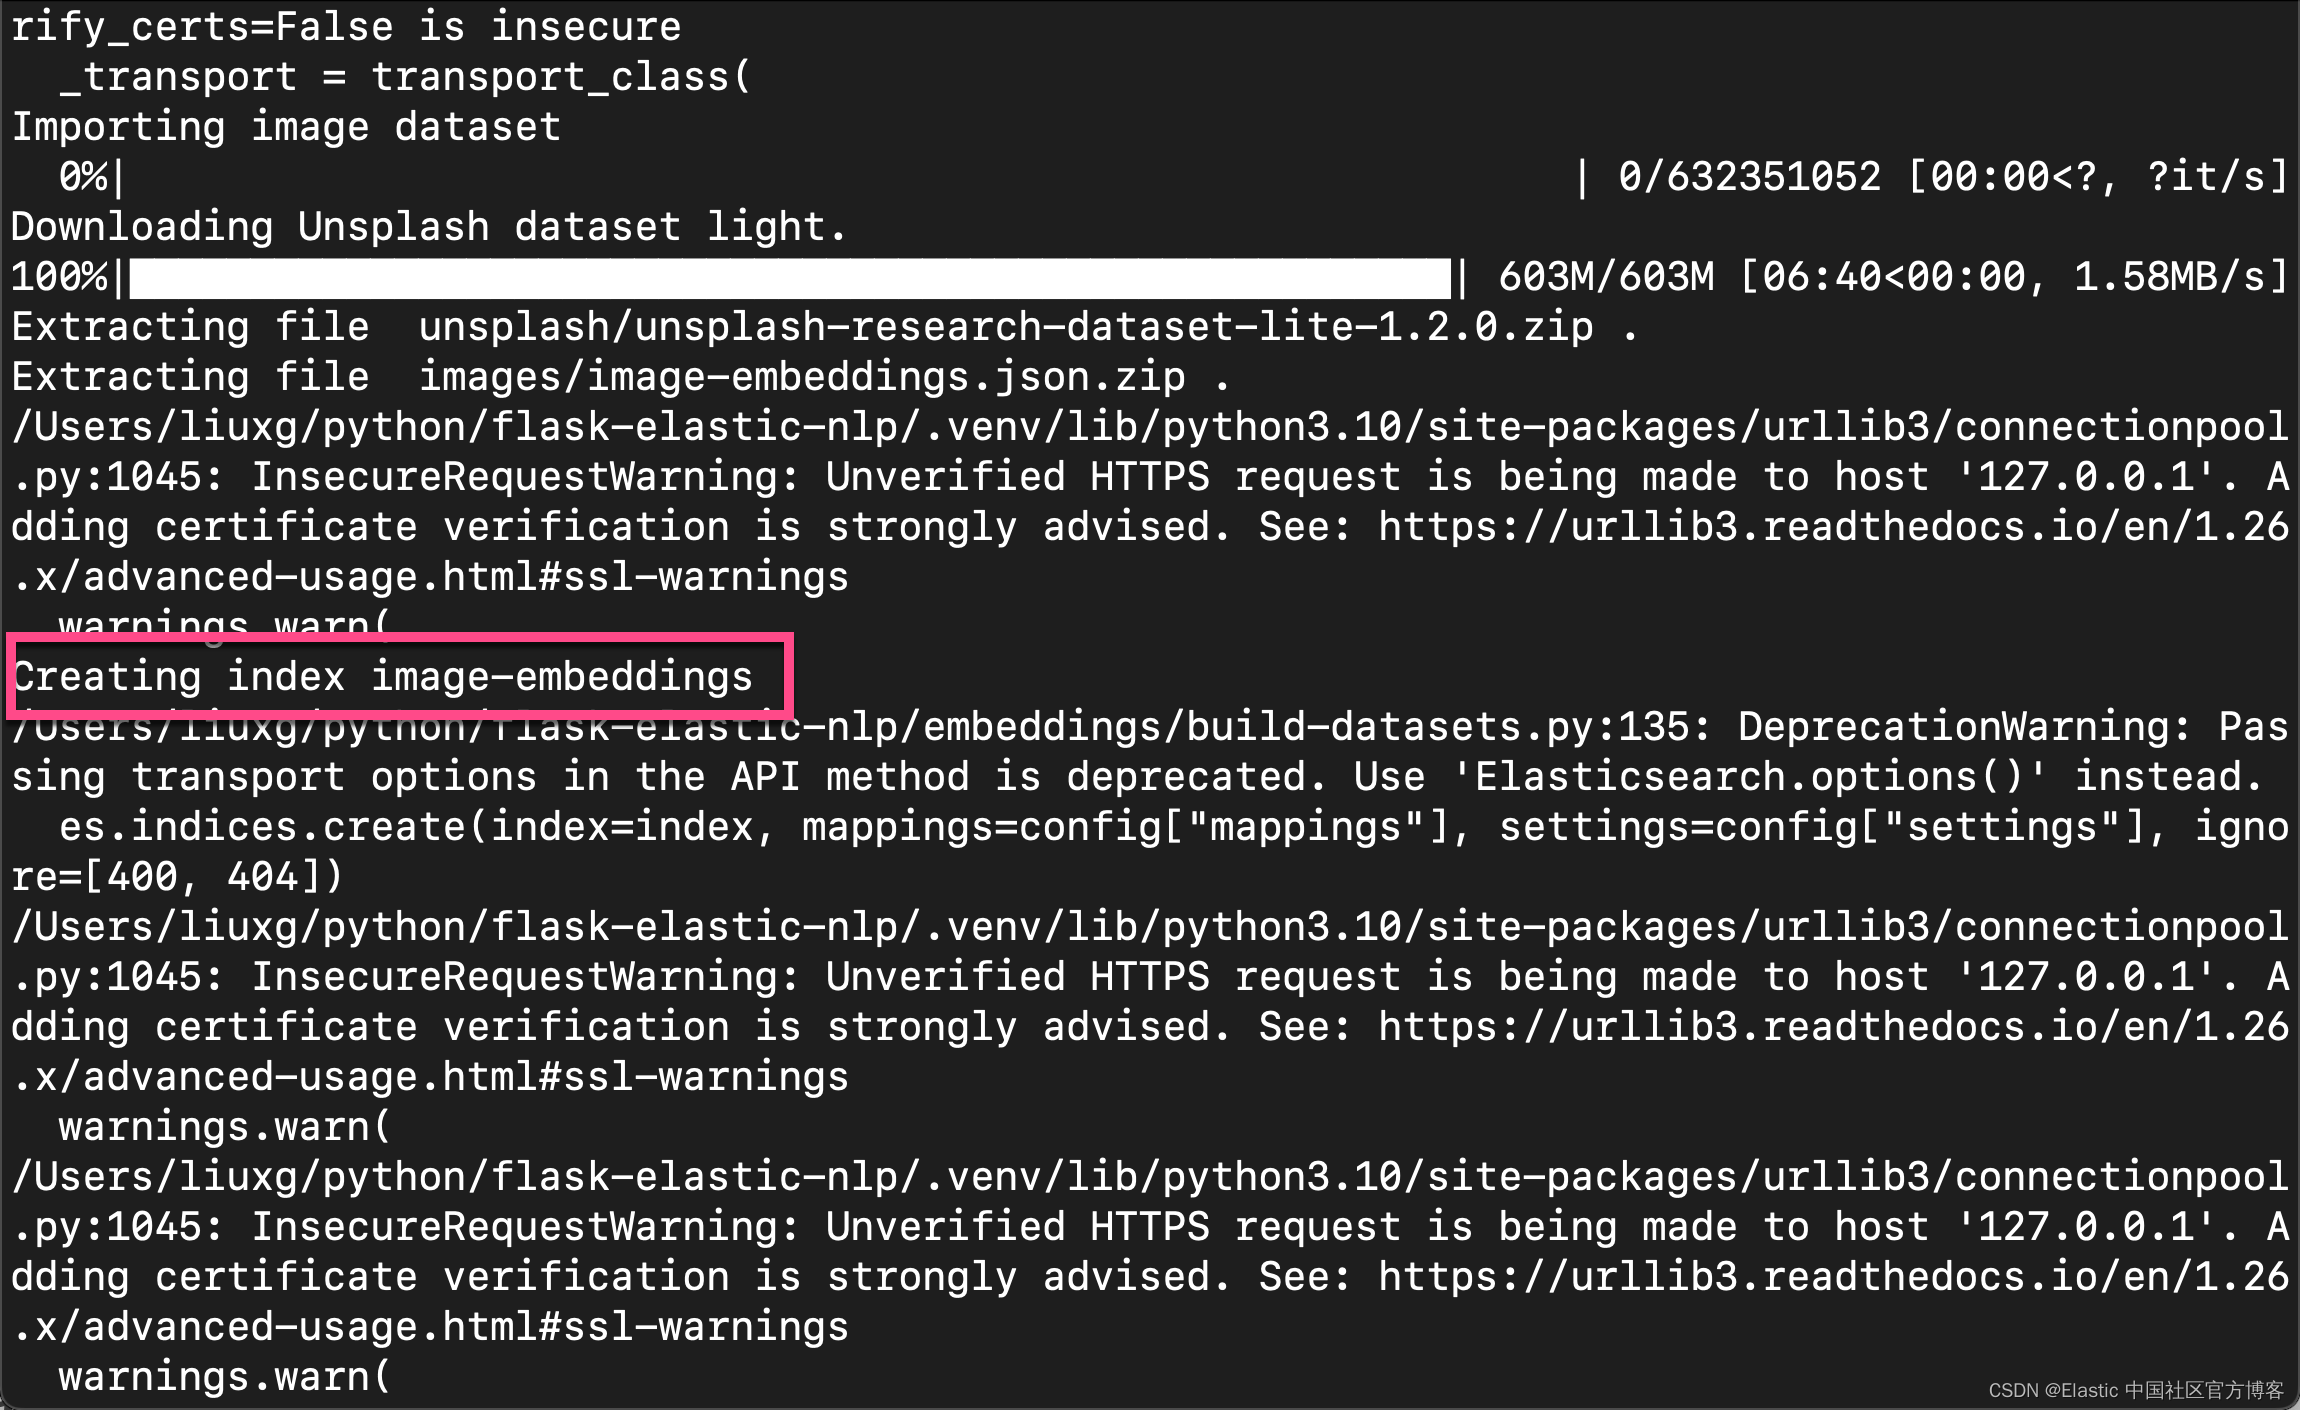 rify_certs=False is insecure
  _transport = transport_class(
Importing image dataset
  0%|                                                             | 0/632351052 [00:00<?, ?it/s]
Downloading Unsplash dataset light.
100%|███████████████████████████████████████████████████████| 603M/603M [06:40<00:00, 1.58MB/s]
Extracting file  unsplash/unsplash-research-dataset-lite-1.2.0.zip .
Extracting file  images/image-embeddings.json.zip .
/Users/liuxg/python/flask-elastic-nlp/.venv/lib/python3.10/site-packages/urllib3/connectionpool
.py:1045: InsecureRequestWarning: Unverified HTTPS request is being made to host '127.0.0.1'. A
dding certificate verification is strongly advised. See: https://urllib3.readthedocs.io/en/1.26
.x/advanced-usage.html#ssl-warnings
  warnings.warn(
Creating index image-embeddings
/Users/liuxg/python/flask-elastic-nlp/embeddings/build-datasets.py:135: DeprecationWarning: Pas
sing transport options in the API method is deprecated. Use 'Elasticsearch.options()' instead.
  es.indices.create(index=index, mappings=config["mappings"], settings=config["settings"], igno
re=[400, 404])
/Users/liuxg/python/flask-elastic-nlp/.venv/lib/python3.10/site-packages/urllib3/connectionpool
.py:1045: InsecureRequestWarning: Unverified HTTPS request is being made to host '127.0.0.1'. A
dding certificate verification is strongly advised. See: https://urllib3.readthedocs.io/en/1.26
.x/advanced-usage.html#ssl-warnings
  warnings.warn(
/Users/liuxg/python/flask-elastic-nlp/.venv/lib/python3.10/site-packages/urllib3/connectionpool
.py:1045: InsecureRequestWarning: Unverified HTTPS request is being made to host '127.0.0.1'. A
dding certificate verification is strongly advised. See: https://urllib3.readthedocs.io/en/1.26
.x/advanced-usage.html#ssl-warnings
  warnings.warn(
CSDN @Elastic 中国社区官方博客